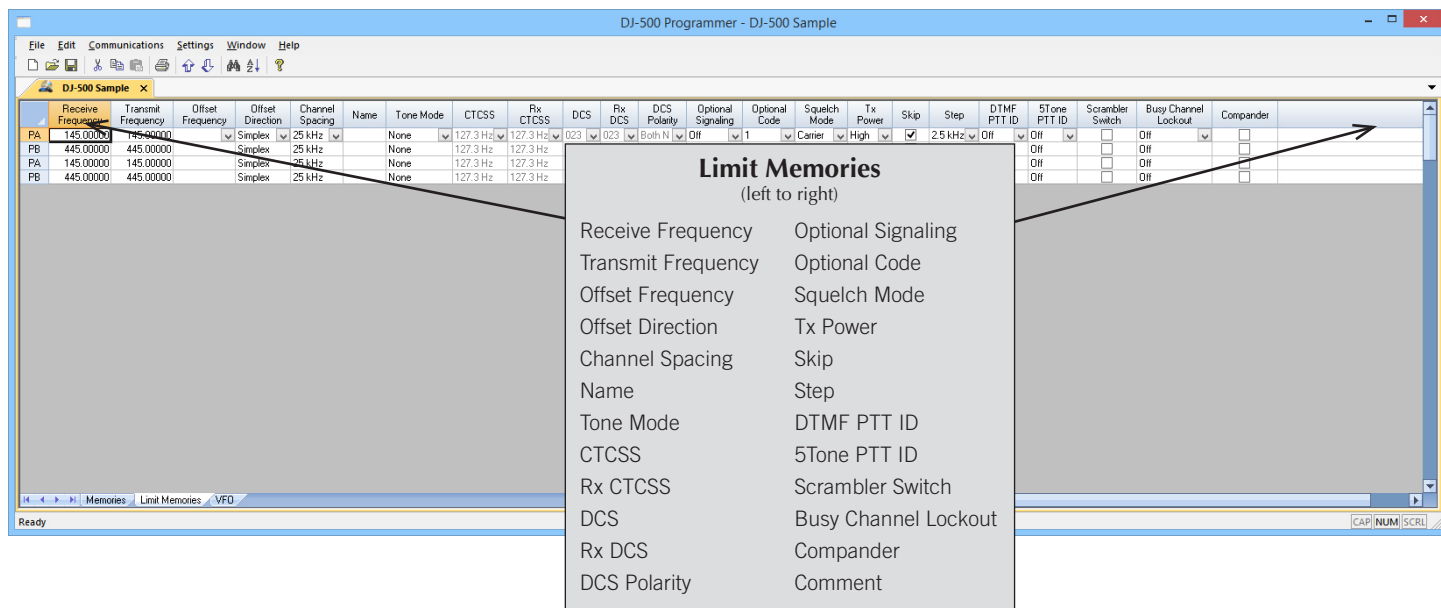 DJ-500 Programmer - DJ-500 Sample
File Edit Communications Settings Window Help
DJ-500 Sample
Receive Frequency Transmit Frequency Offset Frequency Offset Direction Channel Spacing Name Tone Mode CTCSS Rx CTCSS DCS Rx DCS DCS Polarity Optional Signaling Optional Code Squelch Mode Tx Power Skip Step DTMF PTT ID 5Tone PTT ID Scrambler Switch Busy Channel Lockout Compander
PA 145.00000 145.00000 Simplex 25 kHz None 127.3 Hz 127.3 Hz 023 023 Both N Off 1 Carrier High 2.5 kHz Off Off Off
PB 445.00000 445.00000 Simplex 25 kHz None 127.3 Hz 127.3 Hz Off Off
PA 145.00000 145.00000 Simplex 25 kHz None 127.3 Hz 127.3 Hz Off Off
PB 445.00000 445.00000 Simplex 25 kHz None 127.3 Hz 127.3 Hz Off Off
Limit Memories
(left to right)
Receive Frequency Optional Signaling
Transmit Frequency Optional Code
Offset Frequency Squelch Mode
Offset Direction Tx Power
Channel Spacing Skip
Name Step
Tone Mode DTMF PTT ID
CTCSS 5Tone PTT ID
Rx CTCSS Scrambler Switch
DCS Busy Channel Lockout
Rx DCS Compander
DCS Polarity Comment
Memories Limit Memories VFO
Ready CAP NUM SCRL